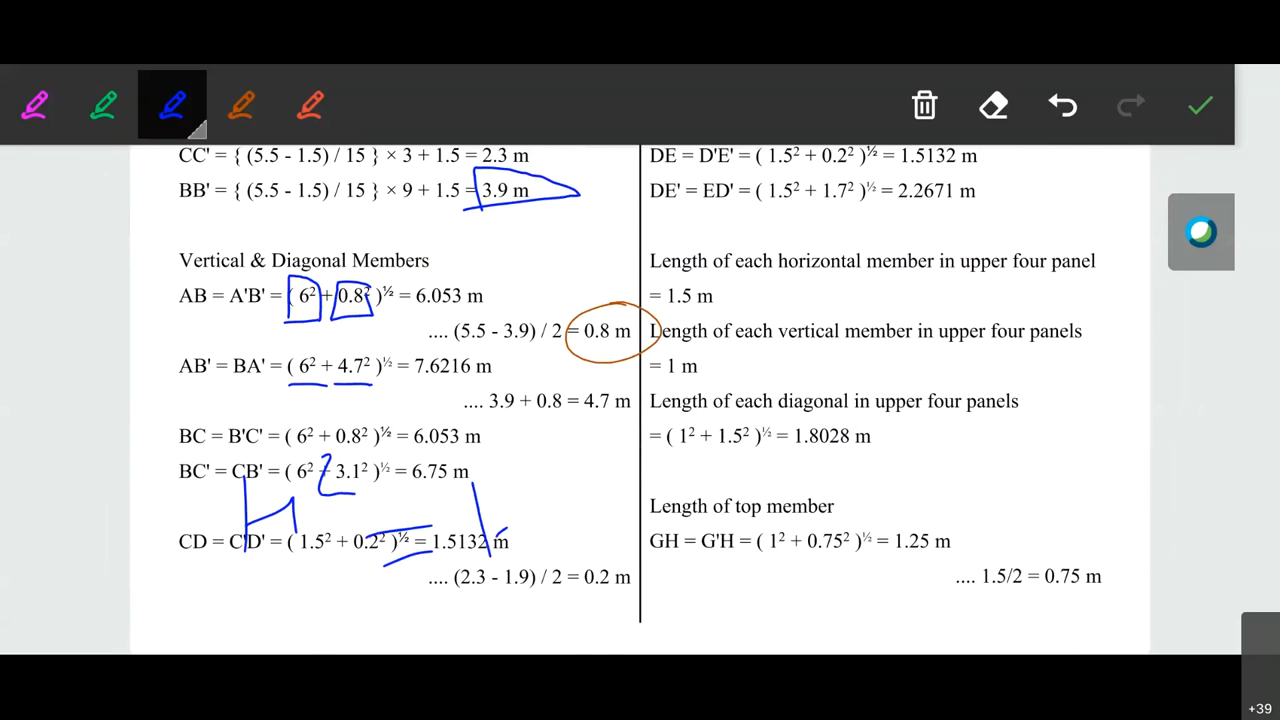 CC' = { (5.5 - 1.5) / 15 } × 3 + 1.5 = 2.3 m
BB' = { (5.5 - 1.5) / 15 } × 9 + 1.5 = 3.9 m
Vertical & Diagonal Members
AB = A'B' = ( 6² + 0.8² )^½ = 6.053 m
.... (5.5 - 3.9) / 2 = 0.8 m
AB' = BA' = ( 6² + 4.7² )^½ = 7.6216 m
.... 3.9 + 0.8 = 4.7 m
BC = B'C' = ( 6² + 0.8² )^½ = 6.053 m
BC' = CB' = ( 6² + 3.1² )^½ = 6.75 m
CD = C'D' = ( 1.5² + 0.2² )^½ = 1.5132 m
.... (2.3 - 1.9) / 2 = 0.2 m
DE = D'E' = ( 1.5² + 0.2² )^½ = 1.5132 m
DE' = ED' = ( 1.5² + 1.7² )^½ = 2.2671 m
Length of each horizontal member in upper four panel
= 1.5 m
Length of each vertical member in upper four panels
= 1 m
Length of each diagonal in upper four panels
= ( 1² + 1.5² )^½ = 1.8028 m
Length of top member
GH = G'H = ( 1² + 0.75² )^½ = 1.25 m
.... 1.5/2 = 0.75 m
+39